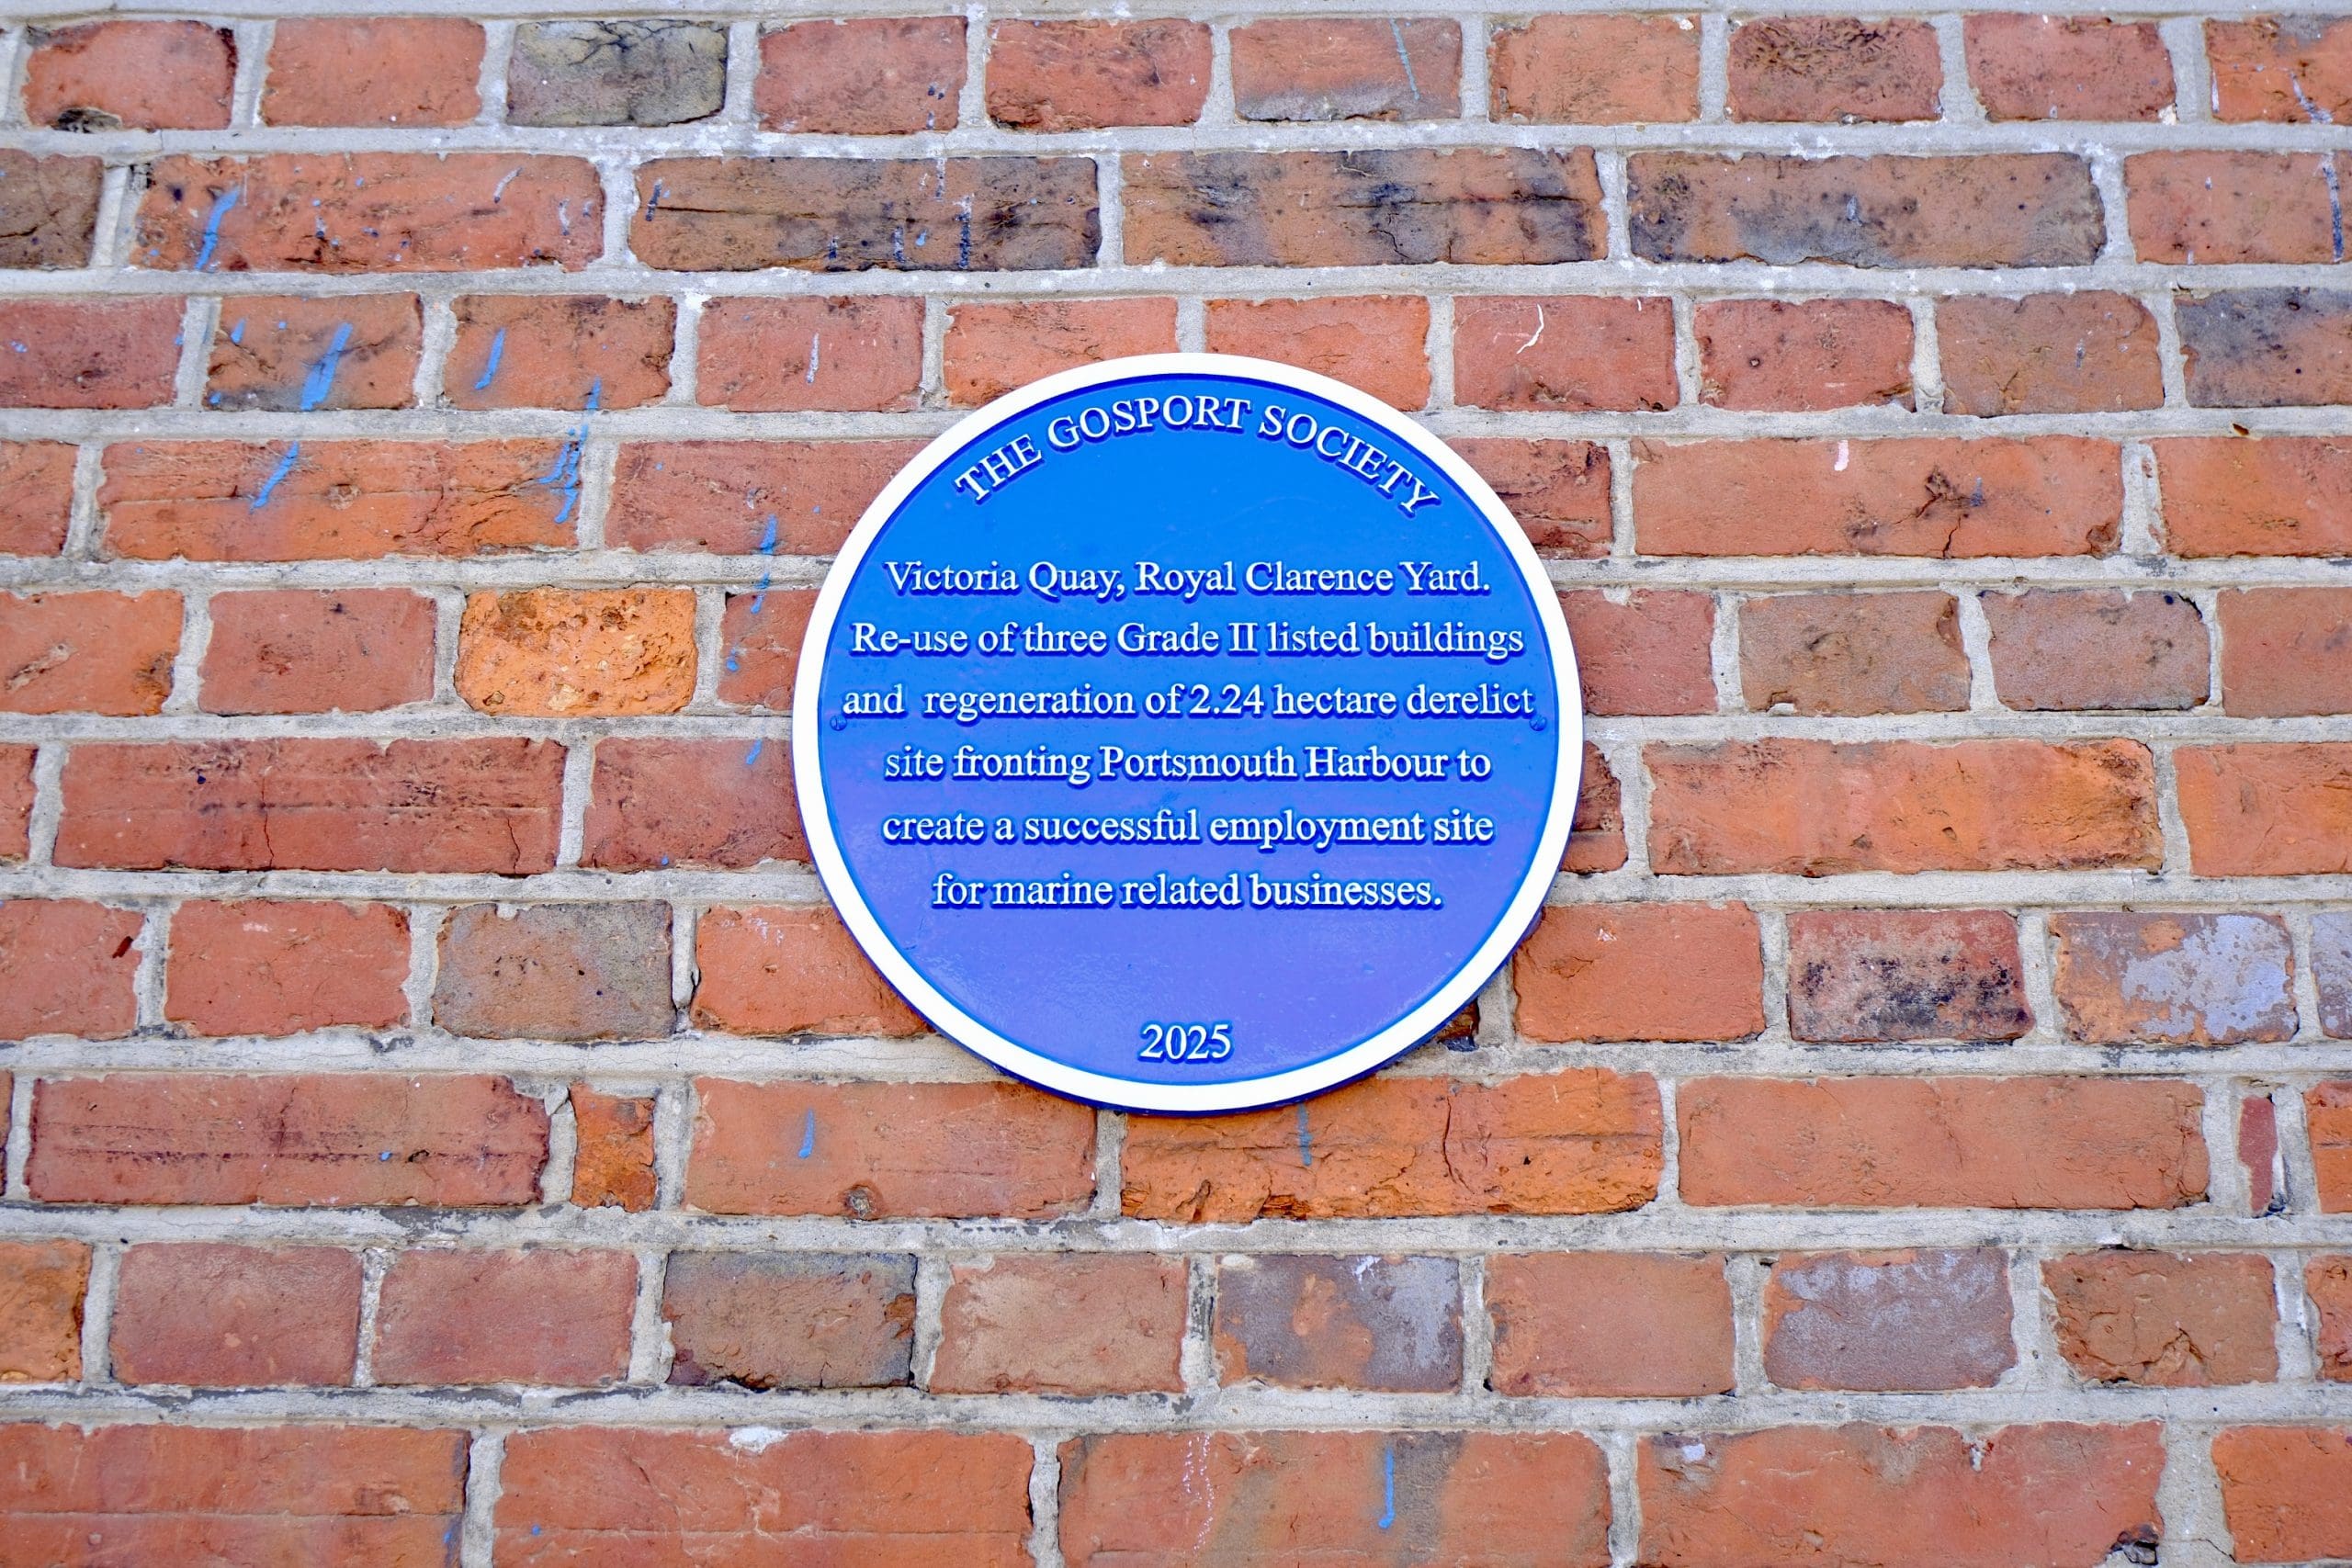 THE GOSPORT SOCIETY
Victoria Quay, Royal Clarence Yard.
Re-use of three Grade II listed buildings
and regeneration of 2.24 hectare derelict
site fronting Portsmouth Harbour to
create a successful employment site
for marine related businesses.
2025